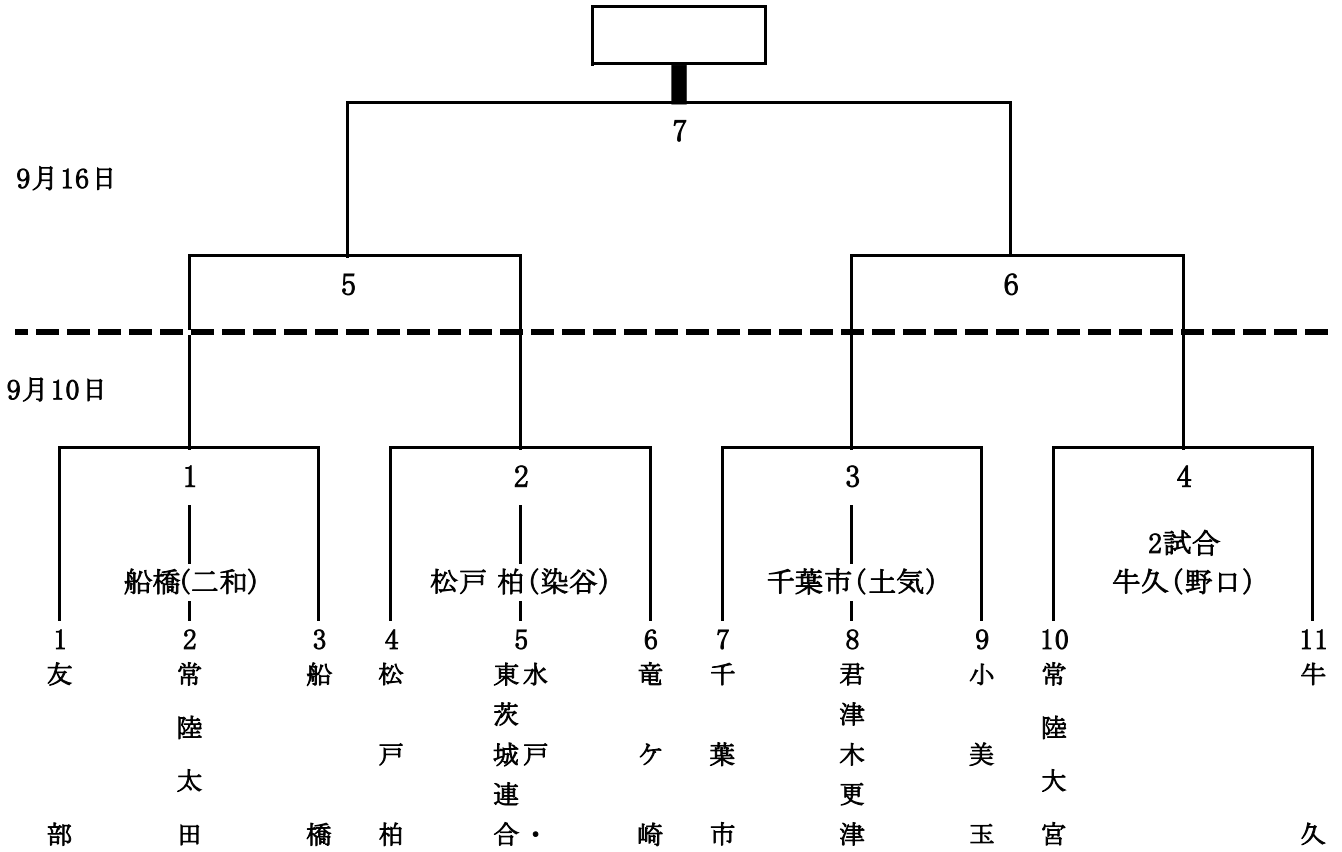 7
9月16日
5
6
9月10日
1
2
3
4
2試合
船橋(二和)
松戸 柏(染谷)
千葉市(土気)
牛久(野口)
1
2
3
4
5
6
7
8
9
10
11
友部
常陸太田
船橋
松戸柏
水戸・
東茨城連合
竜ケ崎
千葉市
君津木更津
小美玉
常陸大宮
牛久